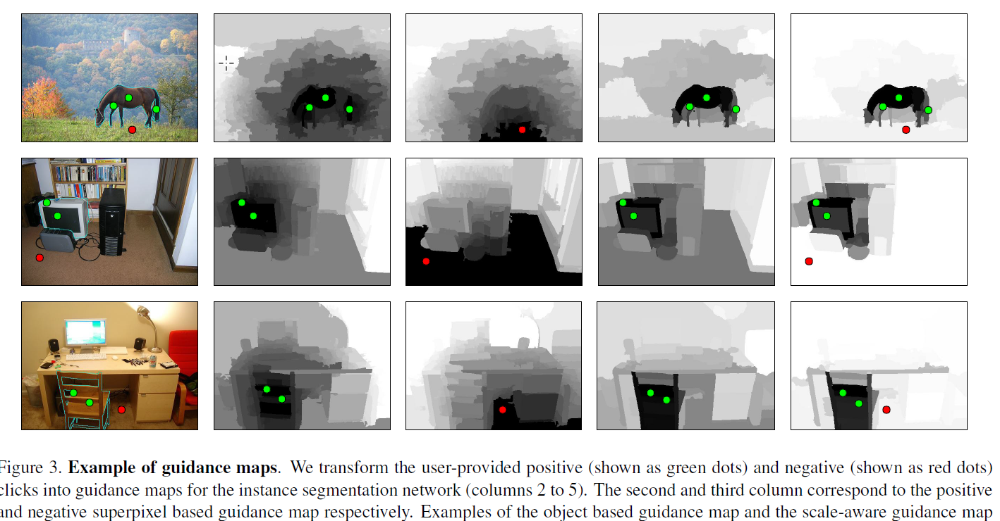 Figure 3. Example of guidance maps. We transform the user-provided positive (shown as green dots) and negative (shown as red dots)
clicks into guidance maps for the instance segmentation network (columns 2 to 5). The second and third column correspond to the positive
and negative superpixel based guidance map respectively. Examples of the object based guidance map and the scale-aware guidance map